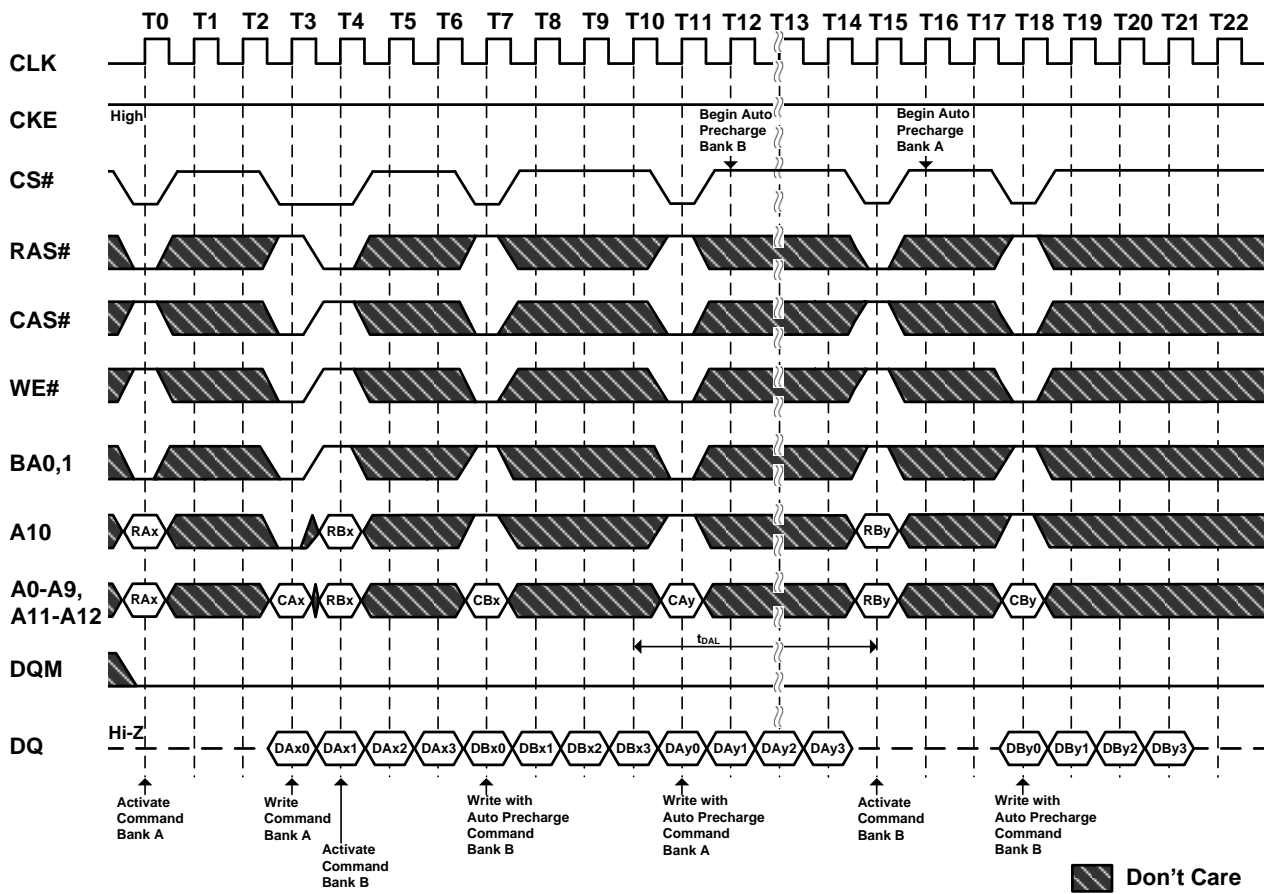 T0 T1 T2 T3 T4 T5 T6 T7 T8 T9 T10 T11 T12 T13 T14 T15 T16 T17 T18 T19 T20 T21 T22
CLK
CKE
High
Begin Auto
Precharge
Bank B
Begin Auto
Precharge
Bank A
CS#
RAS#
CAS#
WE#
BA0,1
A10
RAx RBx RBy
A0-A9,
A11-A12
RAx CAx RBx CBx CAy RBy CBy
tDAL
DQM
DQ
Hi-Z
DAx0 DAx1 DAx2 DAx3 DBx0 DBx1 DBx2 DBx3 DAy0 DAy1 DAy2 DAy3 DBy0 DBy1 DBy2 DBy3
Activate
Command
Bank A
Write
Command
Bank A
Activate
Command
Bank B
Write with
Auto Precharge
Command
Bank B
Write with
Auto Precharge
Command
Bank A
Activate
Command
Bank B
Write with
Auto Precharge
Command
Bank B
Don't Care